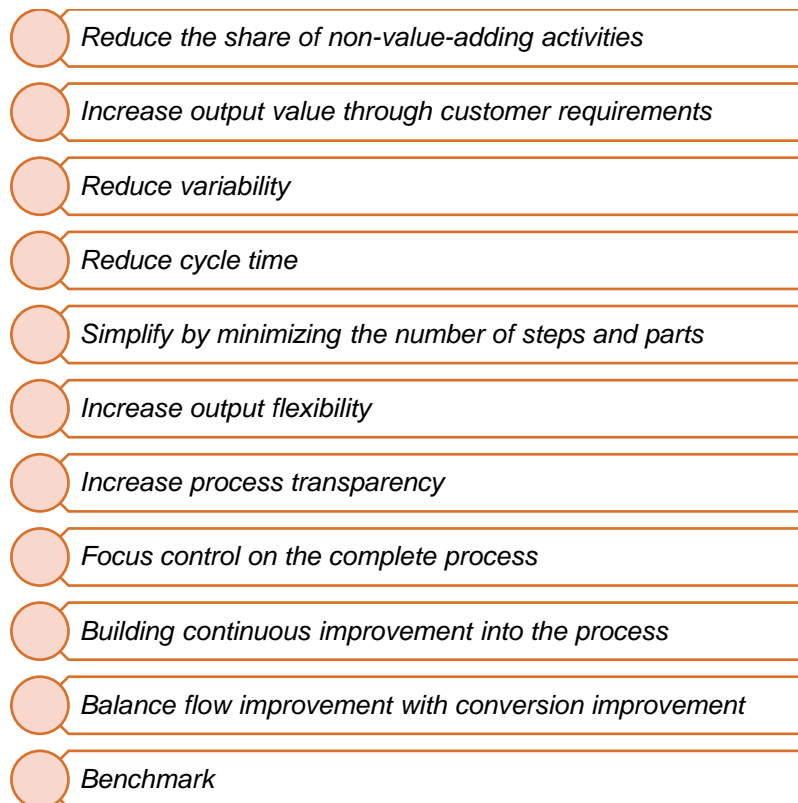 Reduce the share of non-value-adding activities
Increase output value through customer requirements
Reduce variability
Reduce cycle time
Simplify by minimizing the number of steps and parts
Increase output flexibility
Increase process transparency
Focus control on the complete process
Building continuous improvement into the process
Balance flow improvement with conversion improvement
Benchmark